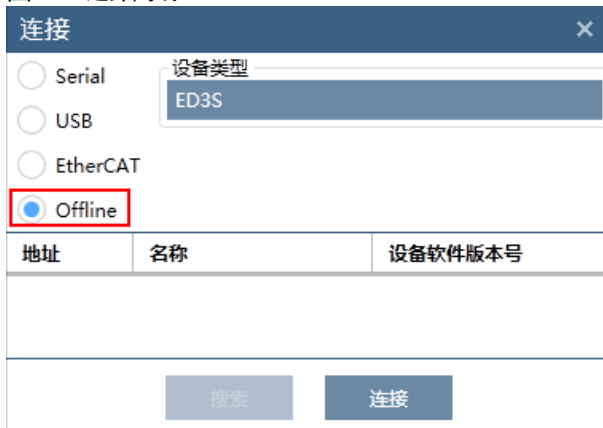 连接
Serial
设备类型
ED3S
USB
EtherCAT
Offline
地址 名称 设备软件版本号
搜索 连接